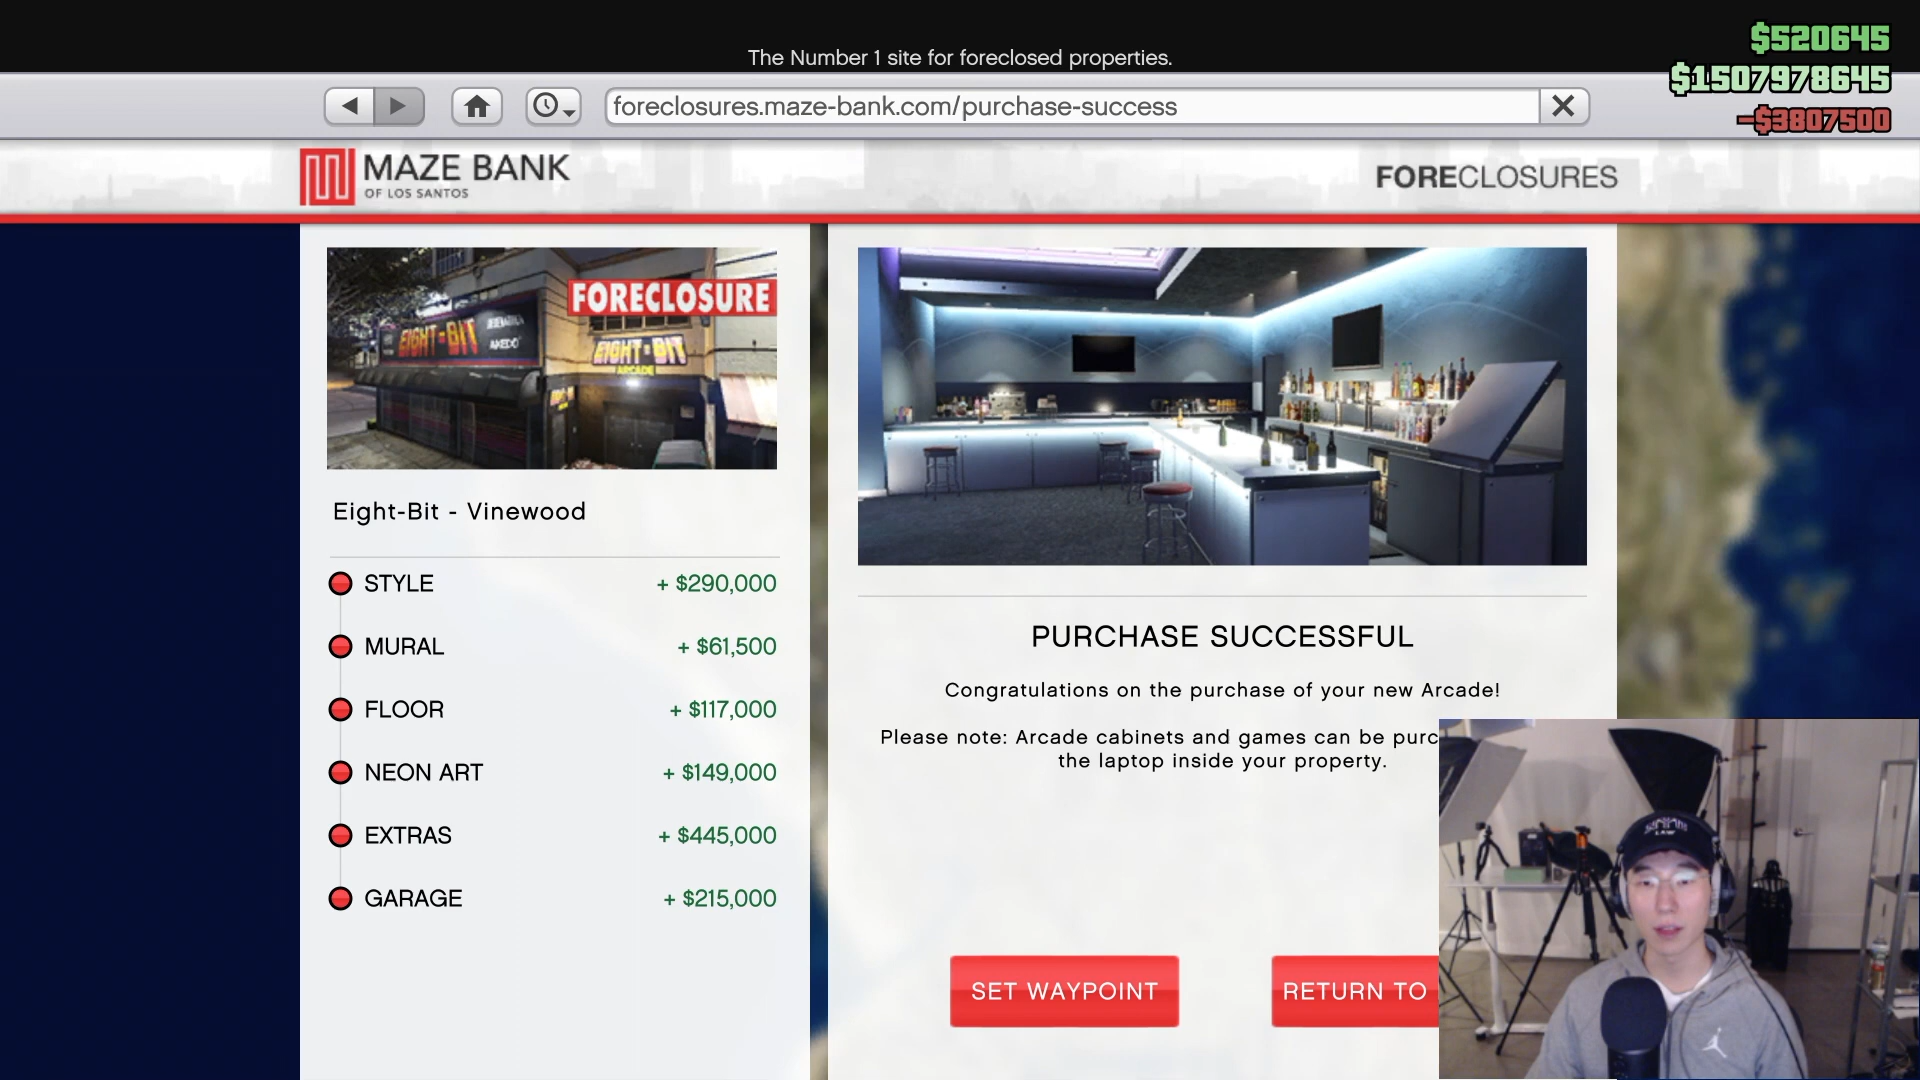 The Number 1 site for foreclosed properties.
$520645
$1507978645
-$3807500
foreclosures.maze-bank.com/purchase-success
MAZE BANK
OF LOS SANTOS
FORECLOSURES
FORECLOSURE
EIGHT-BIT
EIGHT-BIT
ARCADE
Eight-Bit - Vinewood
STYLE + $290,000
MURAL + $61,500
FLOOR + $117,000
NEON ART + $149,000
EXTRAS + $445,000
GARAGE + $215,000
PURCHASE SUCCESSFUL
Congratulations on the purchase of your new Arcade!
Please note: Arcade cabinets and games can be purc
the laptop inside your property.
SET WAYPOINT
RETURN TO
LAW